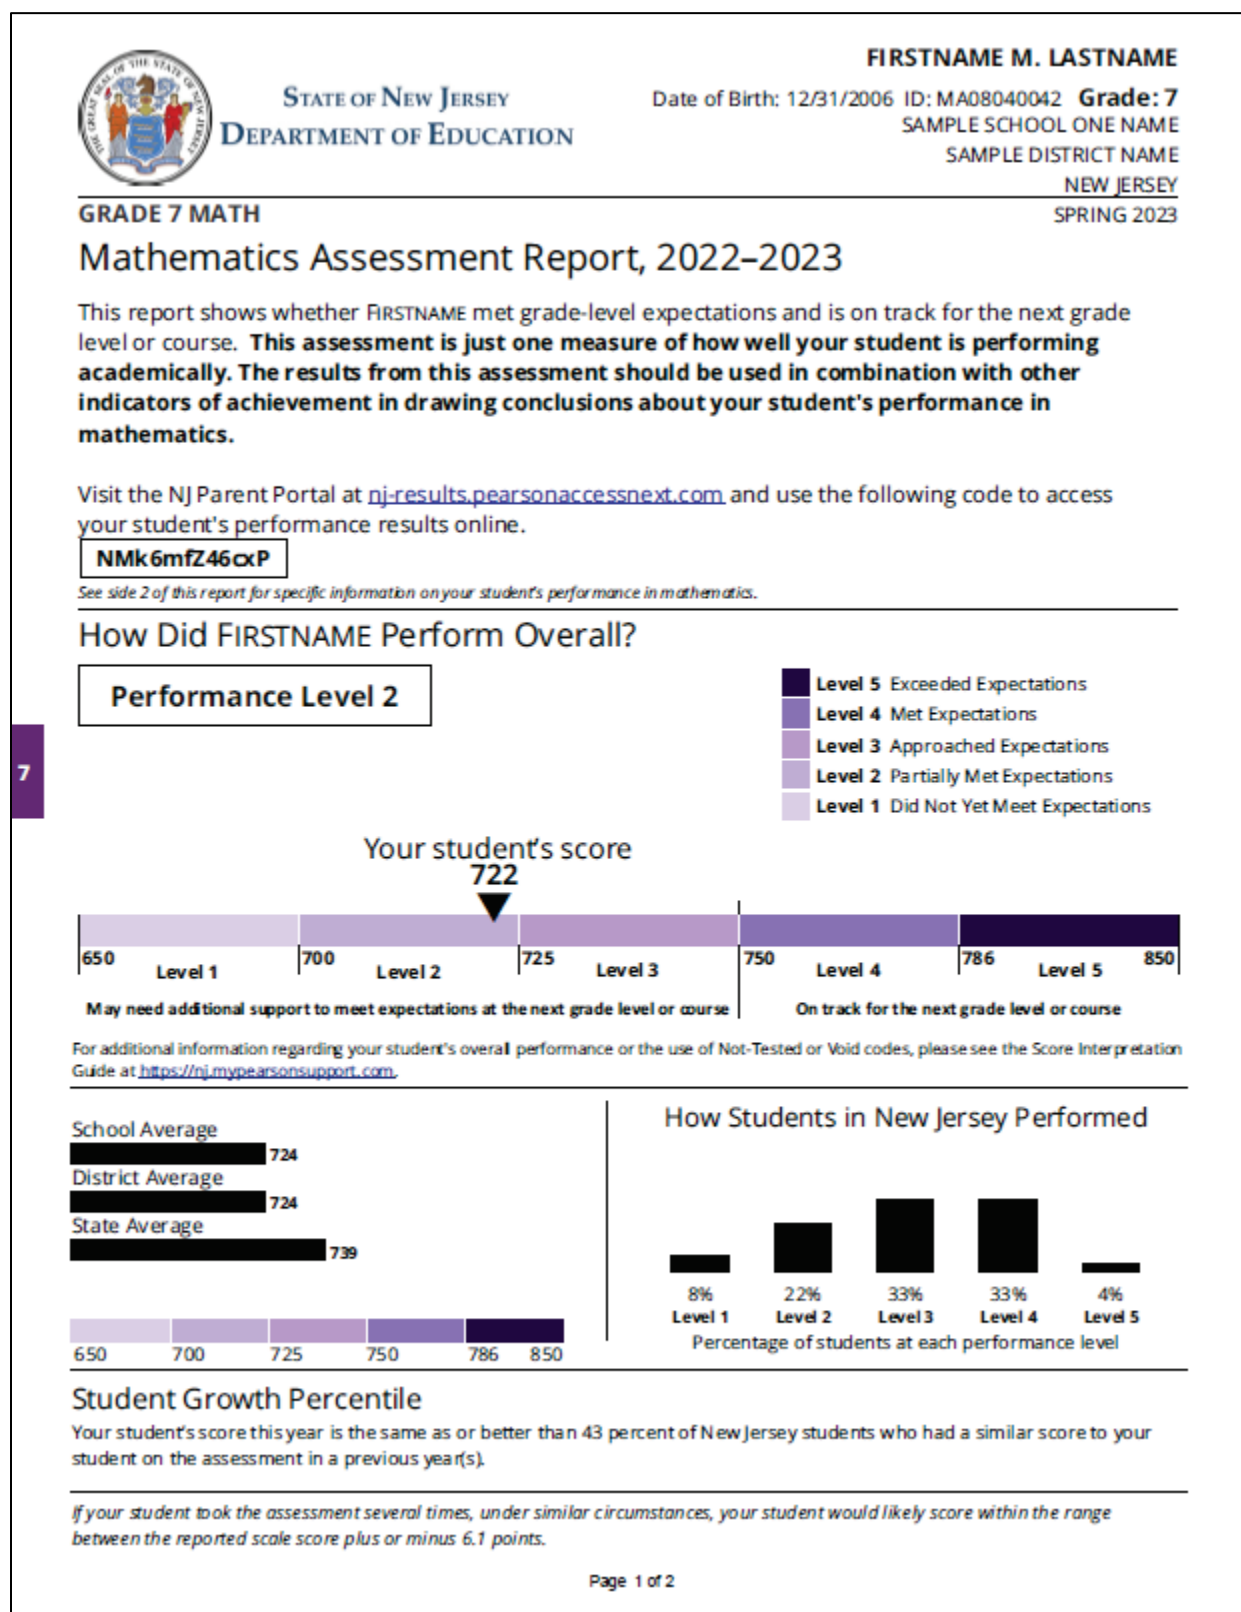 THE GREAT SEAL OF THE STATE OF NEW JERSEY
STATE OF NEW JERSEY
DEPARTMENT OF EDUCATION
FIRSTNAME M. LASTNAME
Date of Birth: 12/31/2006 ID: MA08040042 Grade: 7
SAMPLE SCHOOL ONE NAME
SAMPLE DISTRICT NAME
NEW JERSEY
GRADE 7 MATH
SPRING 2023
Mathematics Assessment Report, 2022–2023
This report shows whether FIRSTNAME met grade-level expectations and is on track for the next grade
level or course. This assessment is just one measure of how well your student is performing
academically. The results from this assessment should be used in combination with other
indicators of achievement in drawing conclusions about your student's performance in
mathematics.
Visit the NJ Parent Portal at nj-results.pearsonaccessnext.com and use the following code to access
your student's performance results online.
NMk6mfZ46cxP
See side 2 of this report for specific information on your student's performance in mathematics.
How Did FIRSTNAME Perform Overall?
Performance Level 2
Level 5 Exceeded Expectations
Level 4 Met Expectations
Level 3 Approached Expectations
Level 2 Partially Met Expectations
Level 1 Did Not Yet Meet Expectations
7
Your student's score
722
650 Level 1 700 Level 2 725 Level 3 750 Level 4 786 Level 5 850
May need additional support to meet expectations at the next grade level or course
On track for the next grade level or course
For additional information regarding your student's overall performance or the use of Not-Tested or Void codes, please see the Score Interpretation
Guide at https://nj.mypearsonsupport.com.
School Average
724
District Average
724
State Average
739
650 700 725 750 786 850
How Students in New Jersey Performed
8% 22% 33% 33% 4%
Level 1 Level 2 Level 3 Level 4 Level 5
Percentage of students at each performance level
Student Growth Percentile
Your student's score this year is the same as or better than 43 percent of New Jersey students who had a similar score to your
student on the assessment in a previous year(s).
If your student took the assessment several times, under similar circumstances, your student would likely score within the range
between the reported scale score plus or minus 6.1 points.
Page 1 of 2